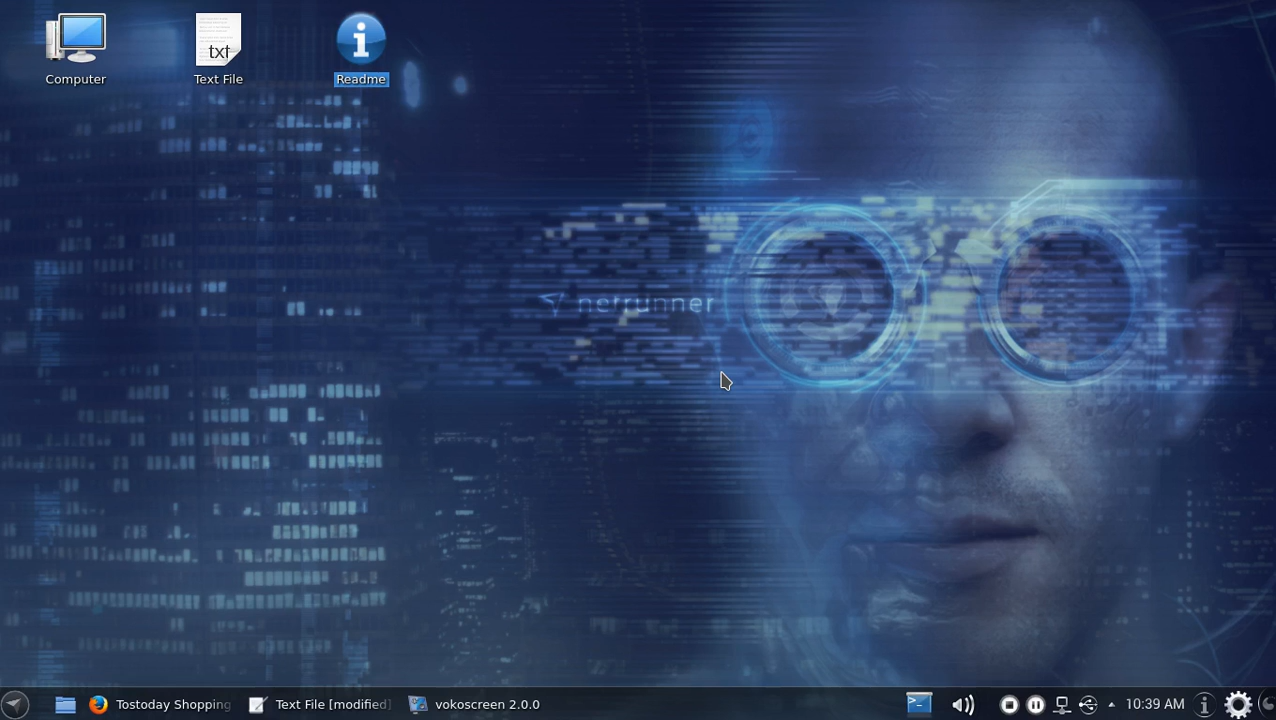 txt
Computer
Text File
Readme
netrunner
Tostoday Shopping
Text File [modified]
vokoscreen 2.0.0
10:39 AM